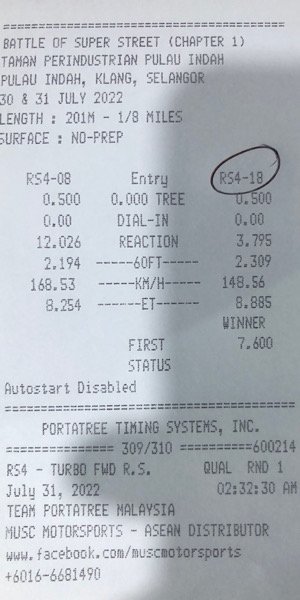 =====================================
BATTLE OF SUPER STREET (CHAPTER 1)
TAMAN PERINDUSTRIAN PULAU INDAH
PULAU INDAH, KLANG, SELANGOR
30 & 31 JULY 2022
LENGTH : 201M - 1/8 MILES
SURFACE : NO-PREP
RS4-08 Entry RS4-18
0.500 0.000 TREE 0.500
0.00 DIAL-IN 0.00
12.026 REACTION 3.795
2.194 -----60FT----- 2.309
168.53 -----KM/H----- 148.56
8.254 ------ET------ 8.885
WINNER
FIRST 7.600
STATUS
Autostart Disabled
=====================================
PORTATREE TIMING SYSTEMS, INC.
============== 309/310 ==========600214
RS4 - TURBO FWD R.S. QUAL RND 1
July 31, 2022 02:32:30 AM
TEAM PORTATREE MALAYSIA
MUSC MOTORSPORTS - ASEAN DISTRIBUTOR
www.facebook.com/muscmotorsports
+6016-6681490